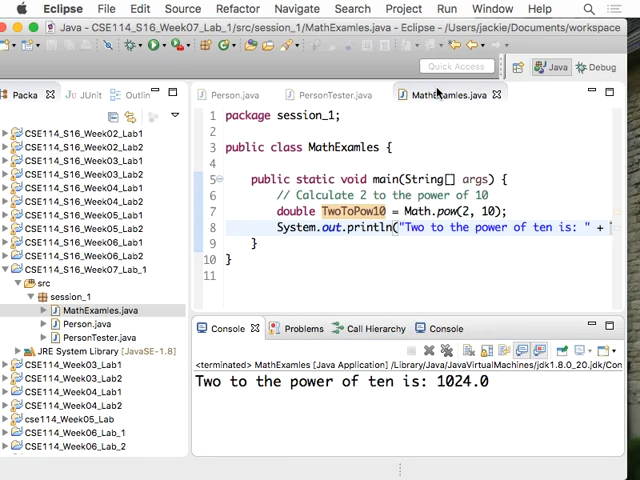 Eclipse File Edit Source Refactor Navigate Search Project Run Window Help
Java - CSE114_S16_Week07_Lab_1/src/session_1/MathExamles.java - Eclipse - /Users/jackie/Documents/workspace
Quick Access Java Debug
Packa JUnit Outlin
Person.java PersonTester.java MathExamles.java
1 package session_1;
2
3 public class MathExamles {
4
5 public static void main(String[] args) {
6 // Calculate 2 to the power of 10
7 double TwoToPow10 = Math.pow(2, 10);
8 System.out.println("Two to the power of ten is: " +
9 }
10 }
11
CSE114_S16_Week02_Lab1
CSE114_S16_Week02_Lab2
CSE114_S16_Week03_Lab1
CSE114_S16_Week03_Lab2
CSE114_S16_Week04_Lab1
CSE114_S16_Week04_Lab2
CSE114_S16_Week05_Lab1
CSE114_S16_Week05_Lab2
CSE114_S16_Week06_Lab1
CSE114_S16_Week06_Lab2
CSE114_S16_Week07_Lab_1
src
session_1
MathExamles.java
Person.java
PersonTester.java
JRE System Library [JavaSE-1.8]
CSE114_Week03_Lab1
CSE114_Week03_Lab2
CSE114_Week04_Lab1
CSE114_Week04_Lab2
cse114_Week05_Lab
CSE114_Week06_Lab_1
CSE114_Week06_Lab_2
Console Problems Call Hierarchy Console
<terminated> MathExamles [Java Application] /Library/Java/JavaVirtualMachines/jdk1.8.0_20.jdk/Con
Two to the power of ten is: 1024.0